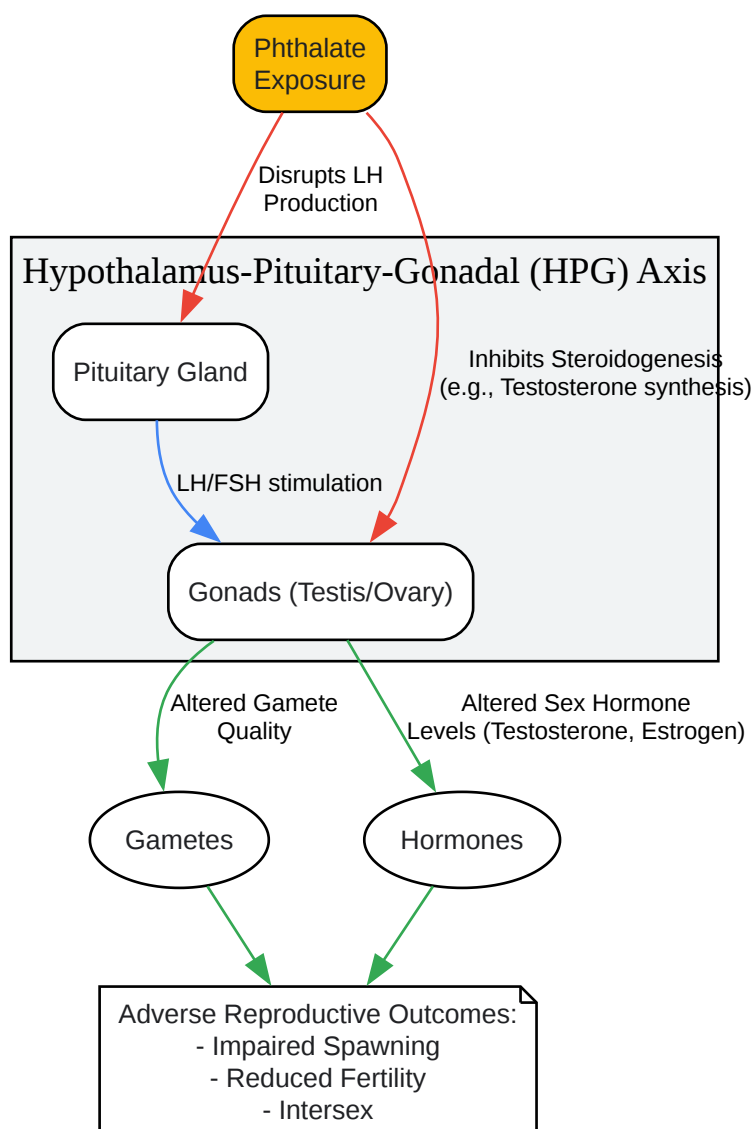 Phthalate
Exposure
Disrupts LH
Production
Hypothalamus-Pituitary-Gonadal (HPG) Axis
Pituitary Gland
Inhibits Steroidogenesis
(e.g., Testosterone synthesis)
LH/FSH stimulation
Gonads (Testis/Ovary)
Altered Gamete
Quality
Altered Sex Hormone
Levels (Testosterone, Estrogen)
Gametes
Hormones
Adverse Reproductive Outcomes:
- Impaired Spawning
- Reduced Fertility
- Intersex